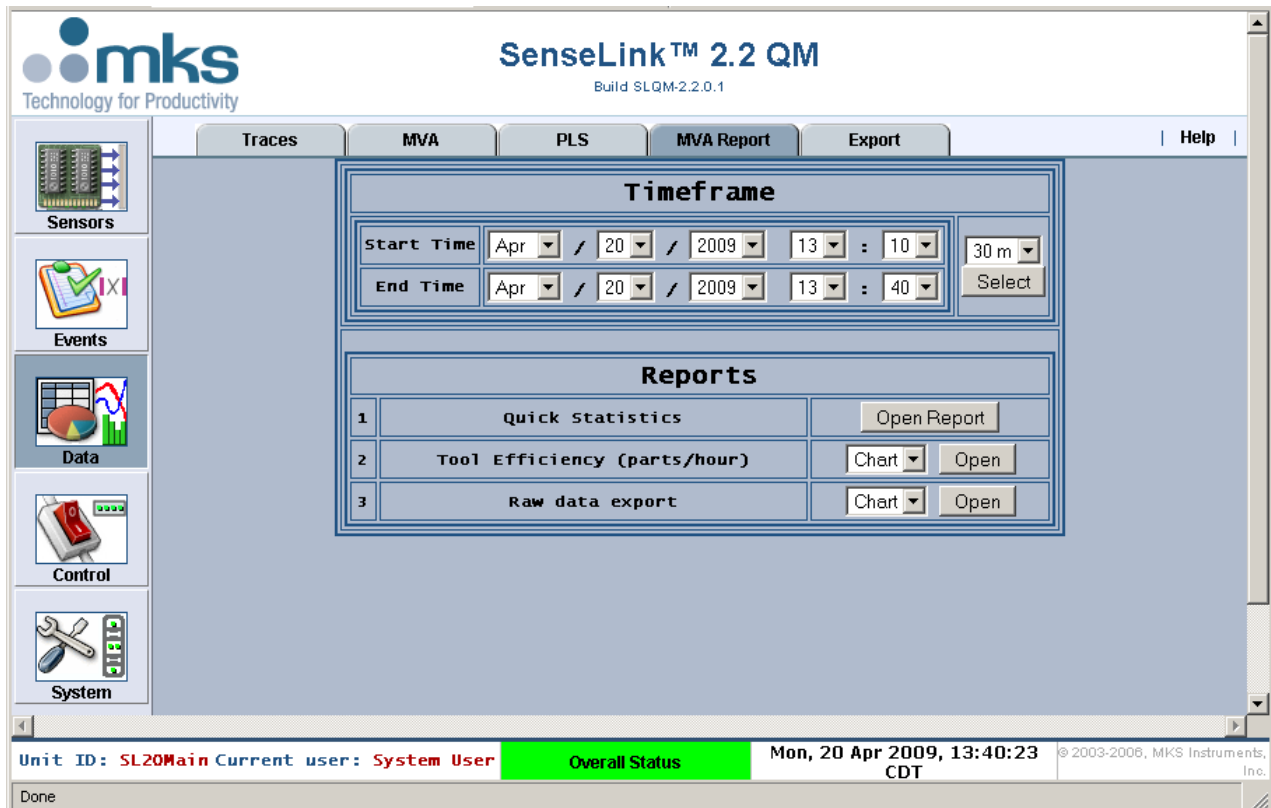 mks
Technology for Productivity
SenseLink™ 2.2 QM
Build SLQM-2.2.0.1
Traces
MVA
PLS
MVA Report
Export
| Help |
Sensors
Events
Data
Control
System
Timeframe
Start Time Apr / 20 / 2009 13 : 10
End Time Apr / 20 / 2009 13 : 40
30 m
Select
Reports
1 Quick Statistics Open Report
2 Tool Efficiency (parts/hour) Chart Open
3 Raw data export Chart Open
Unit ID: SL20Main Current user: System User
Overall Status
Mon, 20 Apr 2009, 13:40:23
CDT
© 2003-2006, MKS Instruments,
Inc.
Done